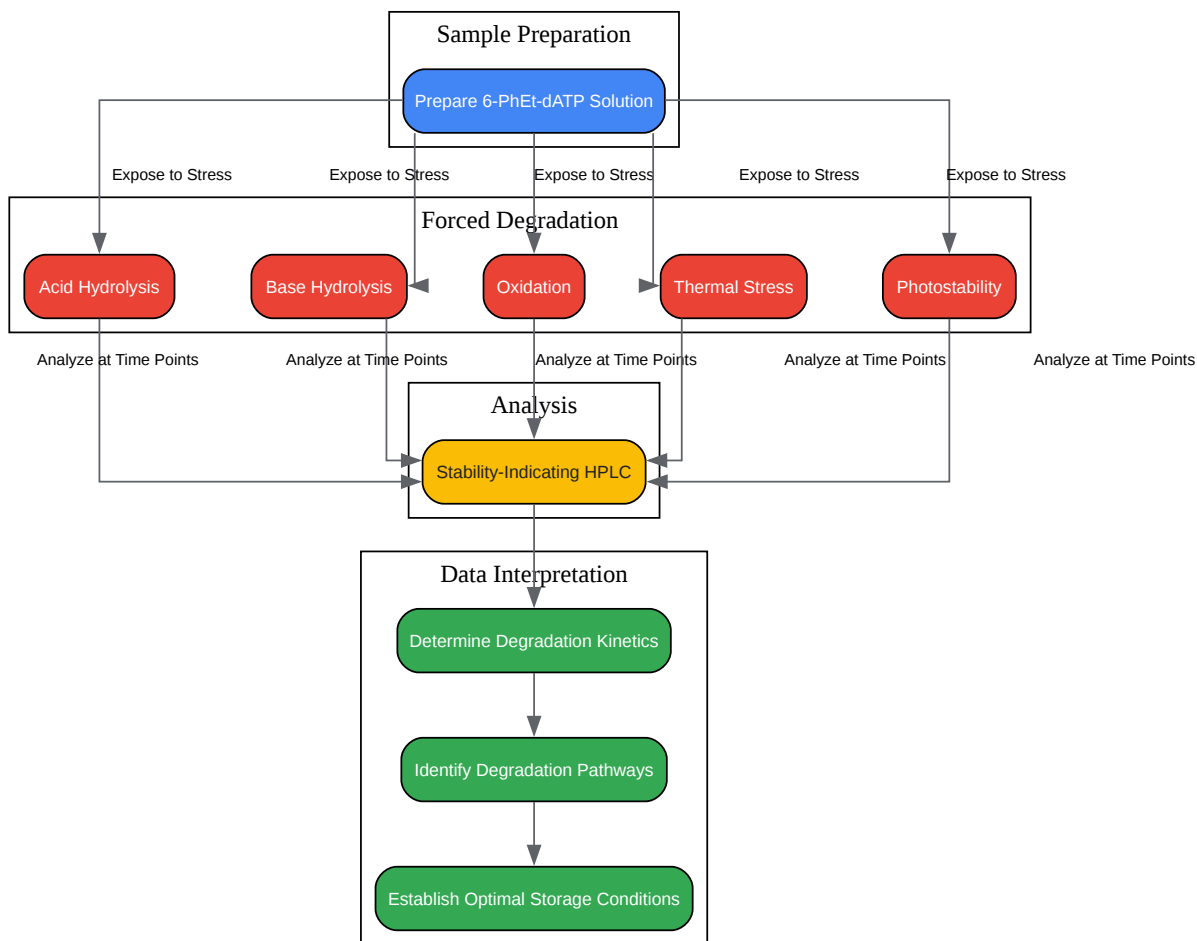 Sample Preparation
Prepare 6-PhEt-dATP Solution
Expose to Stress
Expose to Stress
Expose to Stress
Expose to Stress
Expose to Stress
Forced Degradation
Acid Hydrolysis
Base Hydrolysis
Oxidation
Thermal Stress
Photostability
Analyze at Time Points
Analyze at Time Points
Analyze at Time Points
Analyze at Time Points
Analyze at Time Points
Analysis
Stability-Indicating HPLC
Data Interpretation
Determine Degradation Kinetics
Identify Degradation Pathways
Establish Optimal Storage Conditions